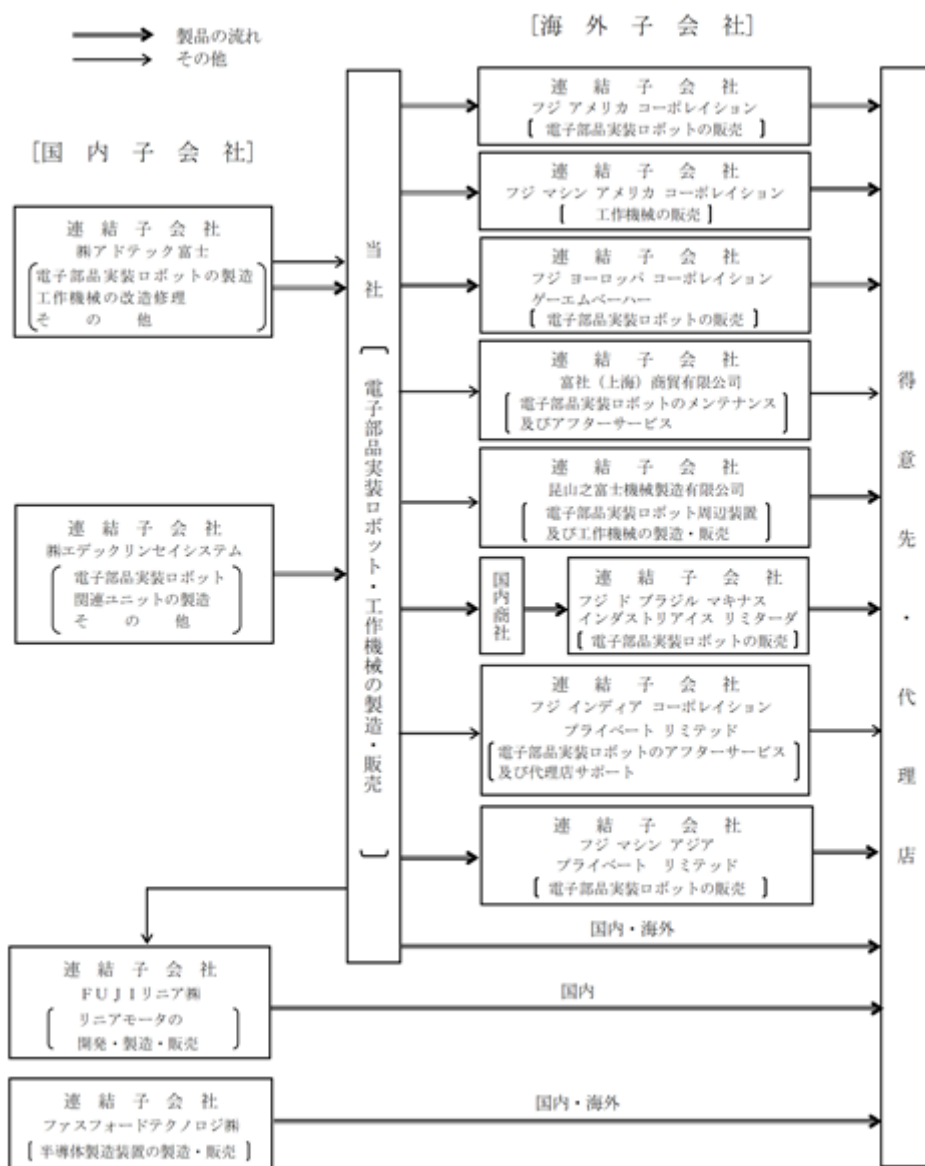 製品の流れ
その他
[海 外 子 会 社]
[国 内 子 会 社]
連 結 子 会 社
㈱アドテック富士
電子部品実装ロボットの製造
工作機械の改造修理
そ の 他
連 結 子 会 社
㈱エデックリンセイシステム
電子部品実装ロボット
関連ユニットの製造
そ の 他
当 社
電子部品実装ロボット・工作機械の製造・販売
連 結 子 会 社
フジ アメリカ コーポレイション
電子部品実装ロボットの販売
連 結 子 会 社
フジ マシン アメリカ コーポレイション
工作機械の販売
連 結 子 会 社
フジ ヨーロッパ コーポレイション
ゲーエムベーハー
電子部品実装ロボットの販売
連 結 子 会 社
富社（上海）商貿有限公司
電子部品実装ロボットのメンテナンス
及びアフターサービス
連 結 子 会 社
昆山之富士機械製造有限公司
電子部品実装ロボット周辺装置
及び工作機械の製造・販売
国内商社
連 結 子 会 社
フジ ド ブラジル マキナス
インダストリアイス リミターダ
電子部品実装ロボットの販売
連 結 子 会 社
フジ インディア コーポレイション
プライベート リミテッド
電子部品実装ロボットのアフターサービス
及び代理店サポート
連 結 子 会 社
フジ マシン アジア
プライベート リミテッド
電子部品実装ロボットの販売
得 意 先 ・ 代 理 店
国内・海外
連 結 子 会 社
ＦＵＪＩリニア㈱
リニアモータの
開発・製造・販売
国内
連 結 子 会 社
ファスフォードテクノロジ㈱
半導体製造装置の製造・販売
国内・海外